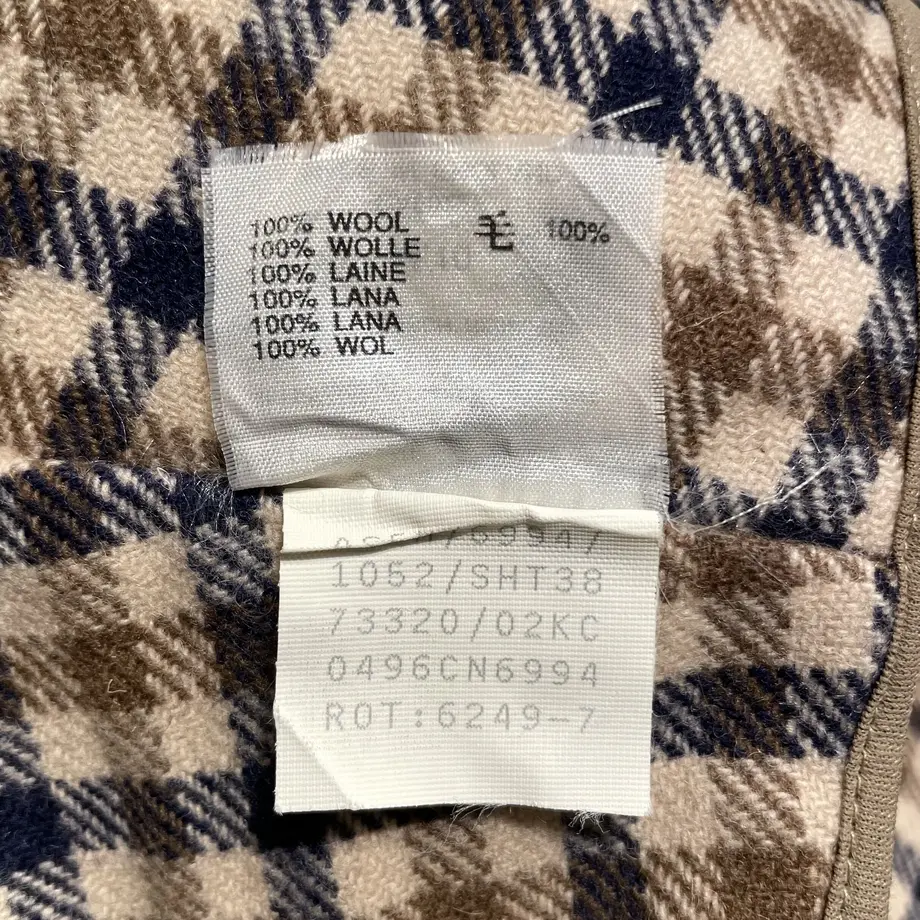 100% WOOL 毛 100%
100% WOLLE
100% LAINE
100% LANA
100% LANA
100% WOL
1052/SHT38
73320/02KC
0496CN6994
ROT:6249-7